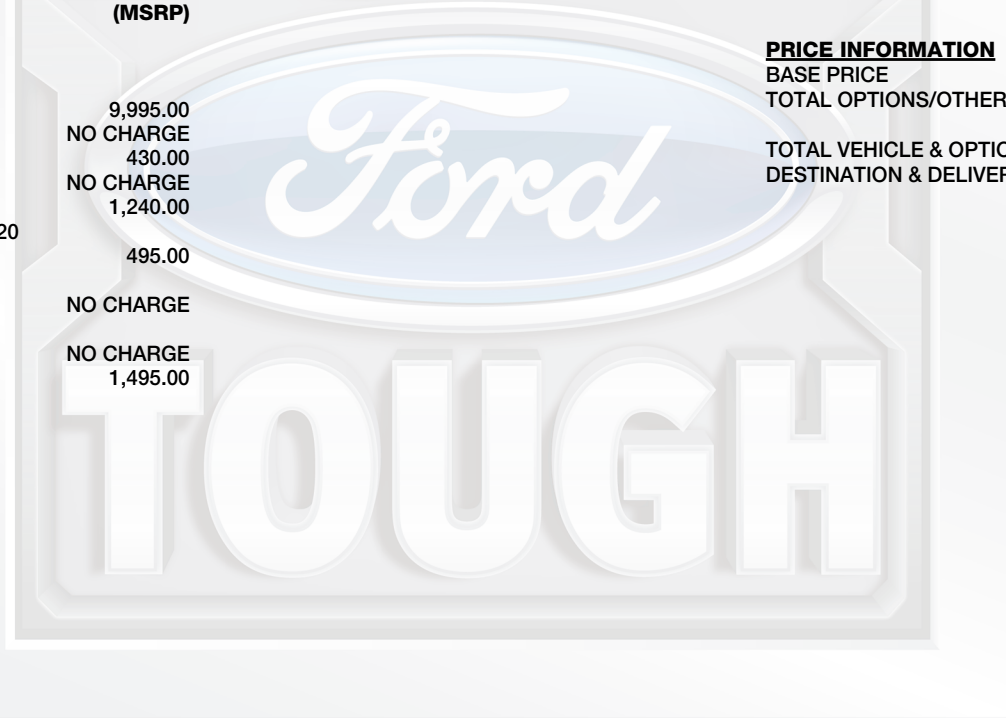 (MSRP)
9,995.00
NO CHARGE
430.00
NO CHARGE
1,240.00
20
495.00
NO CHARGE
NO CHARGE
1,495.00
PRICE INFORMATION
BASE PRICE
TOTAL OPTIONS/OTHER
TOTAL VEHICLE & OPTIO
DESTINATION & DELIVER
Ford
TOUGH